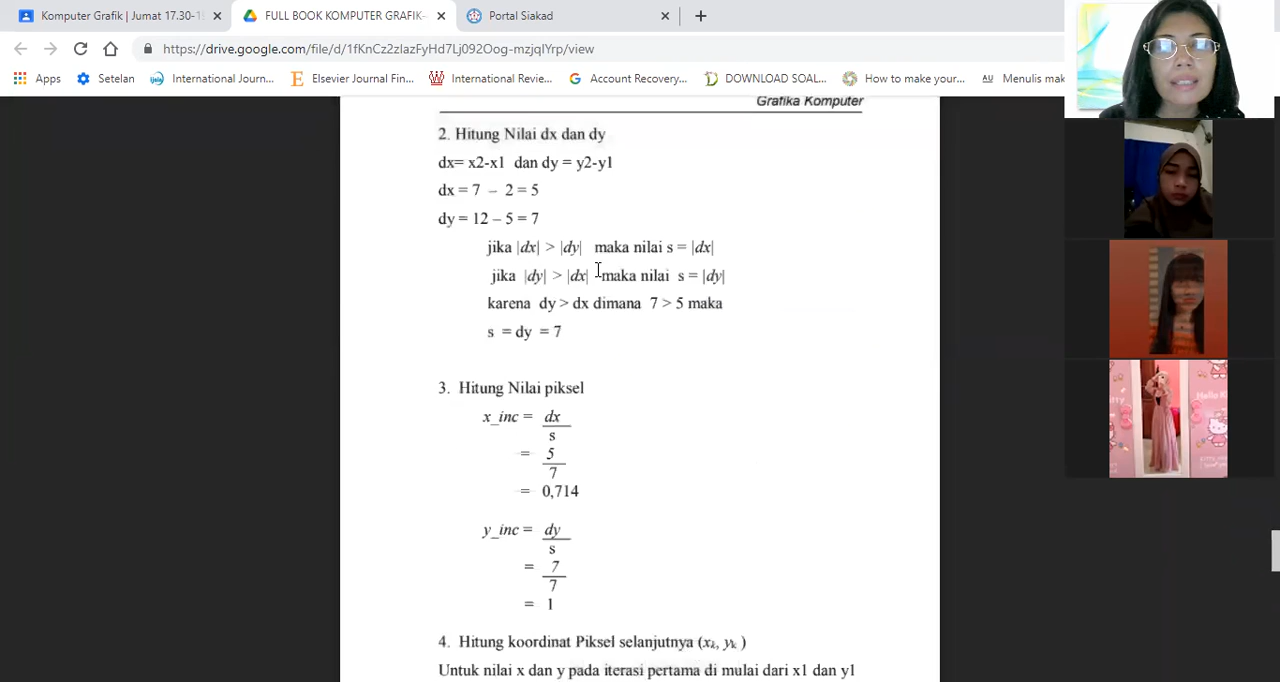 Komputer Grafik | Jumat 17.30-1
FULL BOOK KOMPUTER GRAFIK-
Portal Siakad
https://drive.google.com/file/d/1fKnCz2zIazFyHd7Lj092Oog-mzjqIYrp/view
Apps
Setelan
International Journ...
Elsevier Journal Fin...
International Revie...
Account Recovery...
DOWNLOAD SOAL...
How to make your...
AU Menulis mak
Grafika Komputer
2. Hitung Nilai dx dan dy
dx= x2-x1 dan dy = y2-y1
dx = 7 – 2 = 5
dy = 12 – 5 = 7
jika |dx| > |dy| maka nilai s = |dx|
jika |dy| > |dx| maka nilai s = |dy|
karena dy > dx dimana 7 > 5 maka
s = dy = 7
3. Hitung Nilai piksel
x_inc = dx
s
= 5
7
= 0,714
y_inc = dy
s
= 7
7
= 1
4. Hitung koordinat Piksel selanjutnya (xk, yk )
Untuk nilai x dan y pada iterasi pertama di mulai dari x1 dan y1